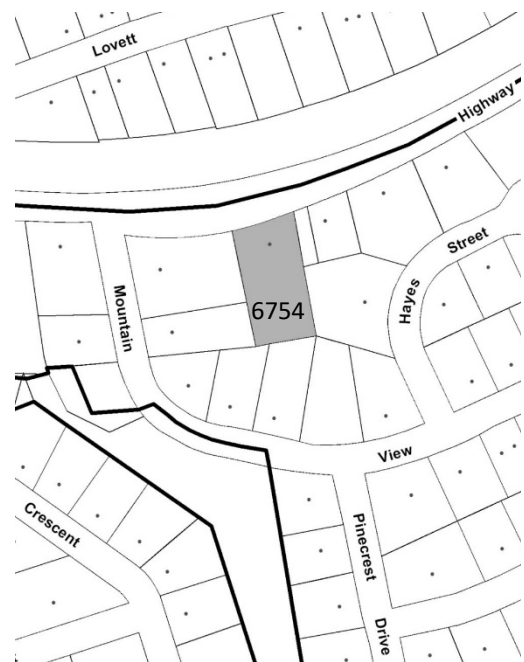 Lovett
Highway
Street
Hayes
Mountain
6754
View
Crescent
Pinecrest
Drive